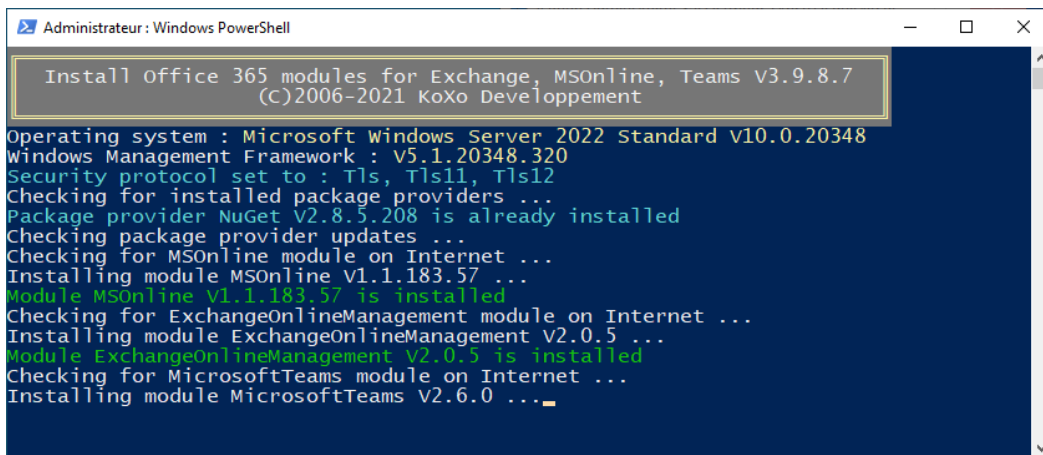 Administrateur : Windows PowerShell
Install Office 365 modules for Exchange, MSOnline, Teams V3.9.8.7
(C)2006-2021 KoXo Developpement
Operating system : Microsoft Windows Server 2022 Standard V10.0.20348
Windows Management Framework : V5.1.20348.320
Security protocol set to : Tls, Tls11, Tls12
Checking for installed package providers ...
Package provider NuGet V2.8.5.208 is already installed
Checking package provider updates ...
Checking for MSOnline module on Internet ...
Installing module MSOnline V1.1.183.57 ...
Module MSOnline V1.1.183.57 is installed
Checking for ExchangeOnlineManagement module on Internet ...
Installing module ExchangeOnlineManagement V2.0.5 ...
Module ExchangeOnlineManagement V2.0.5 is installed
Checking for MicrosoftTeams module on Internet ...
Installing module MicrosoftTeams V2.6.0 ...